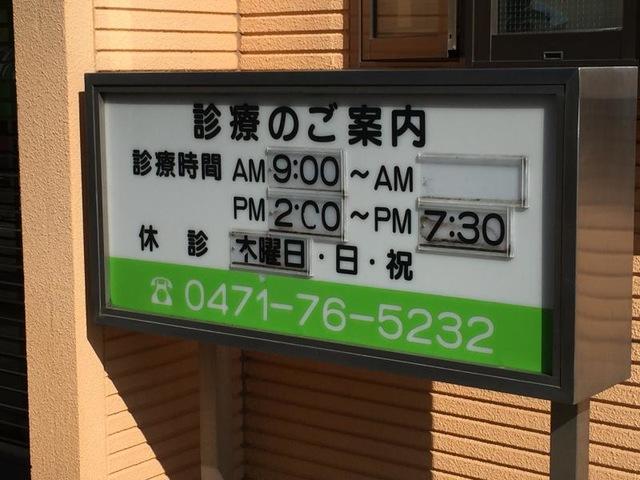 診療のご案内
診療時間 AM 9:00 ～AM
PM 2:00 ～PM 7:30
休診 木曜日・日・祝
☎ 0471-76-5232